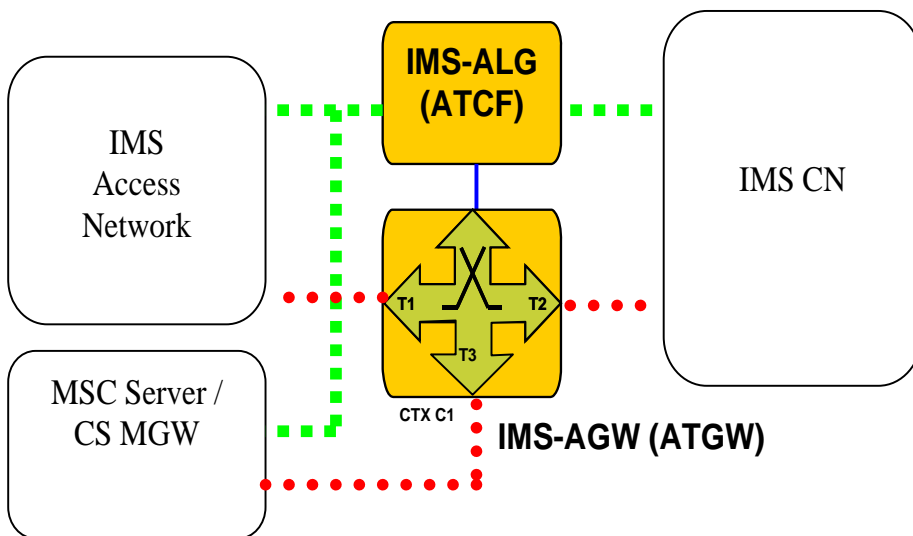 IMS-ALG
(ATCF)
IMS
Access
Network
IMS CN
T1
T2
T3
MSC Server /
CS MGW
CTX C1
IMS-AGW (ATGW)